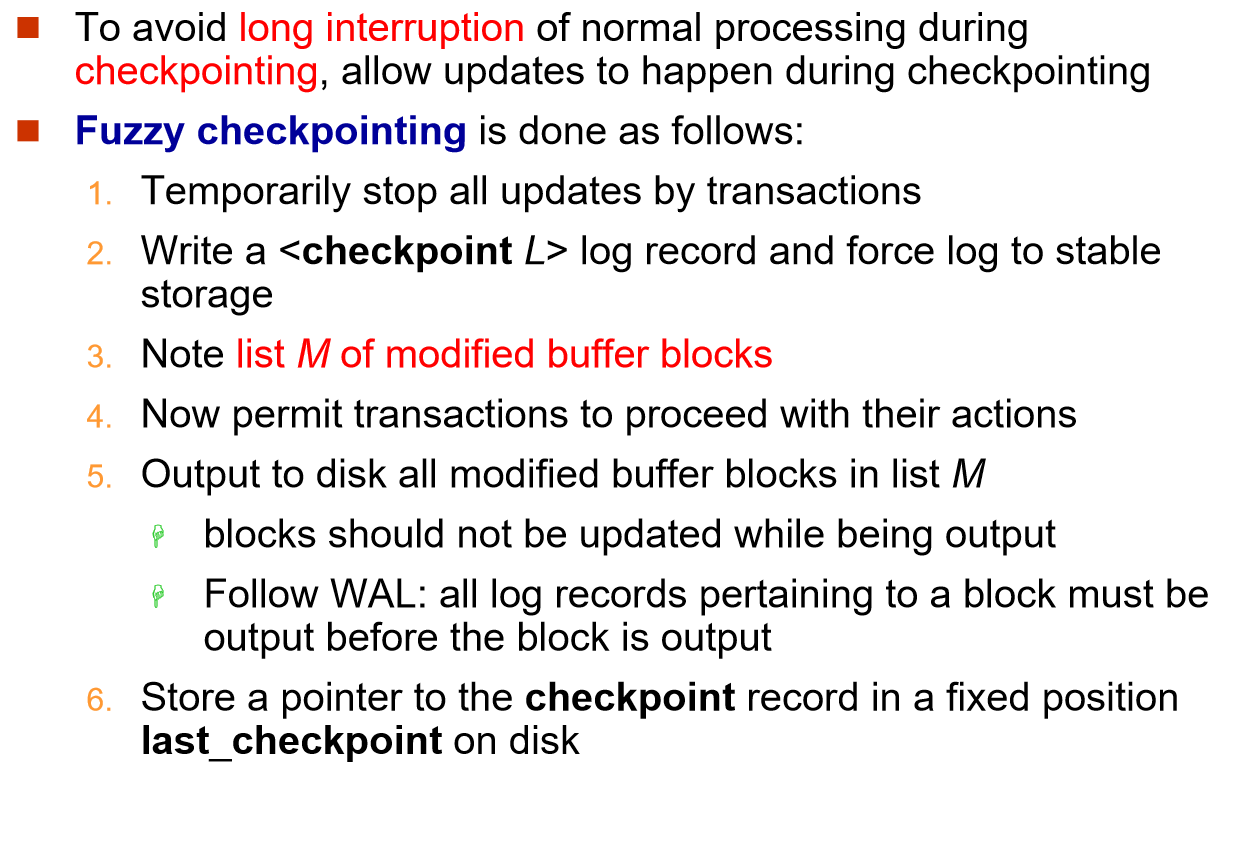 ■ To avoid long interruption of normal processing during
checkpointing, allow updates to happen during checkpointing
■ Fuzzy checkpointing is done as follows:
1. Temporarily stop all updates by transactions
2. Write a <checkpoint L> log record and force log to stable
storage
3. Note list M of modified buffer blocks
4. Now permit transactions to proceed with their actions
5. Output to disk all modified buffer blocks in list M
blocks should not be updated while being output
Follow WAL: all log records pertaining to a block must be
output before the block is output
6. Store a pointer to the checkpoint record in a fixed position
last_checkpoint on disk